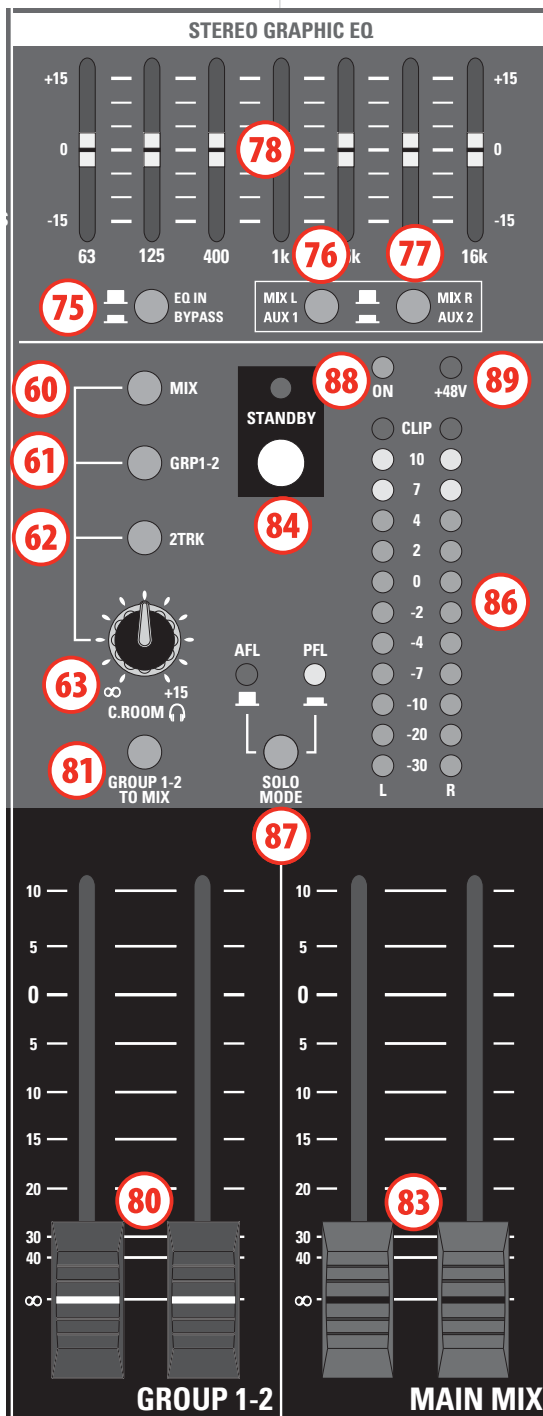 STEREO GRAPHIC EQ
+15 +15
0 78 0
-15 -15
63 125 400 1k k 16k
76 77
75 EQ IN BYPASS
MIX L AUX 1
MIX R AUX 2
60 MIX
STANDBY
88 ON
+48V 89
61 GRP1-2
84
62 2TRK
CLIP
10
7
4
2
0
-2
-4
-7
-10
-20
-30
L R
86
63 ∞ +15
C.ROOM
AFL PFL
81 GROUP 1-2
TO MIX
SOLO
MODE
87
10 10
5 5
0 0
5 5
10 10
15 15
20 20
80 83
30 30
40 40
∞ ∞
GROUP 1-2 MAIN MIX